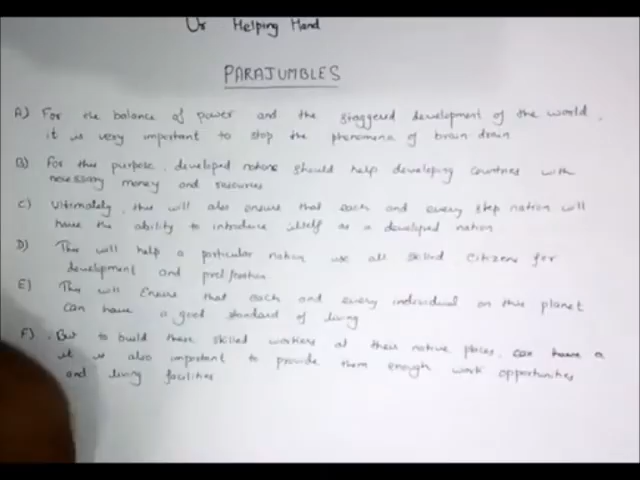 Ur Helping Hand
PARAJUMBLES
A) For the balance of power and the staggered development of the world,
it is very important to stop the phenomena of brain drain
B) For this purpose, developed nations should help developing countries with
necessary money and resources
C) Ultimately, this will also ensure that each and every step nation will
have the ability to introduce itself as a developed nation
D) This will help a particular nation use all skilled citizens for
development and
E) This will Ensure that each and every individual on this planet
can have a good standard of living
F) But to build these skilled workers at their native places, can have a
it is also important to provide them enough work opportunities
and living facilities